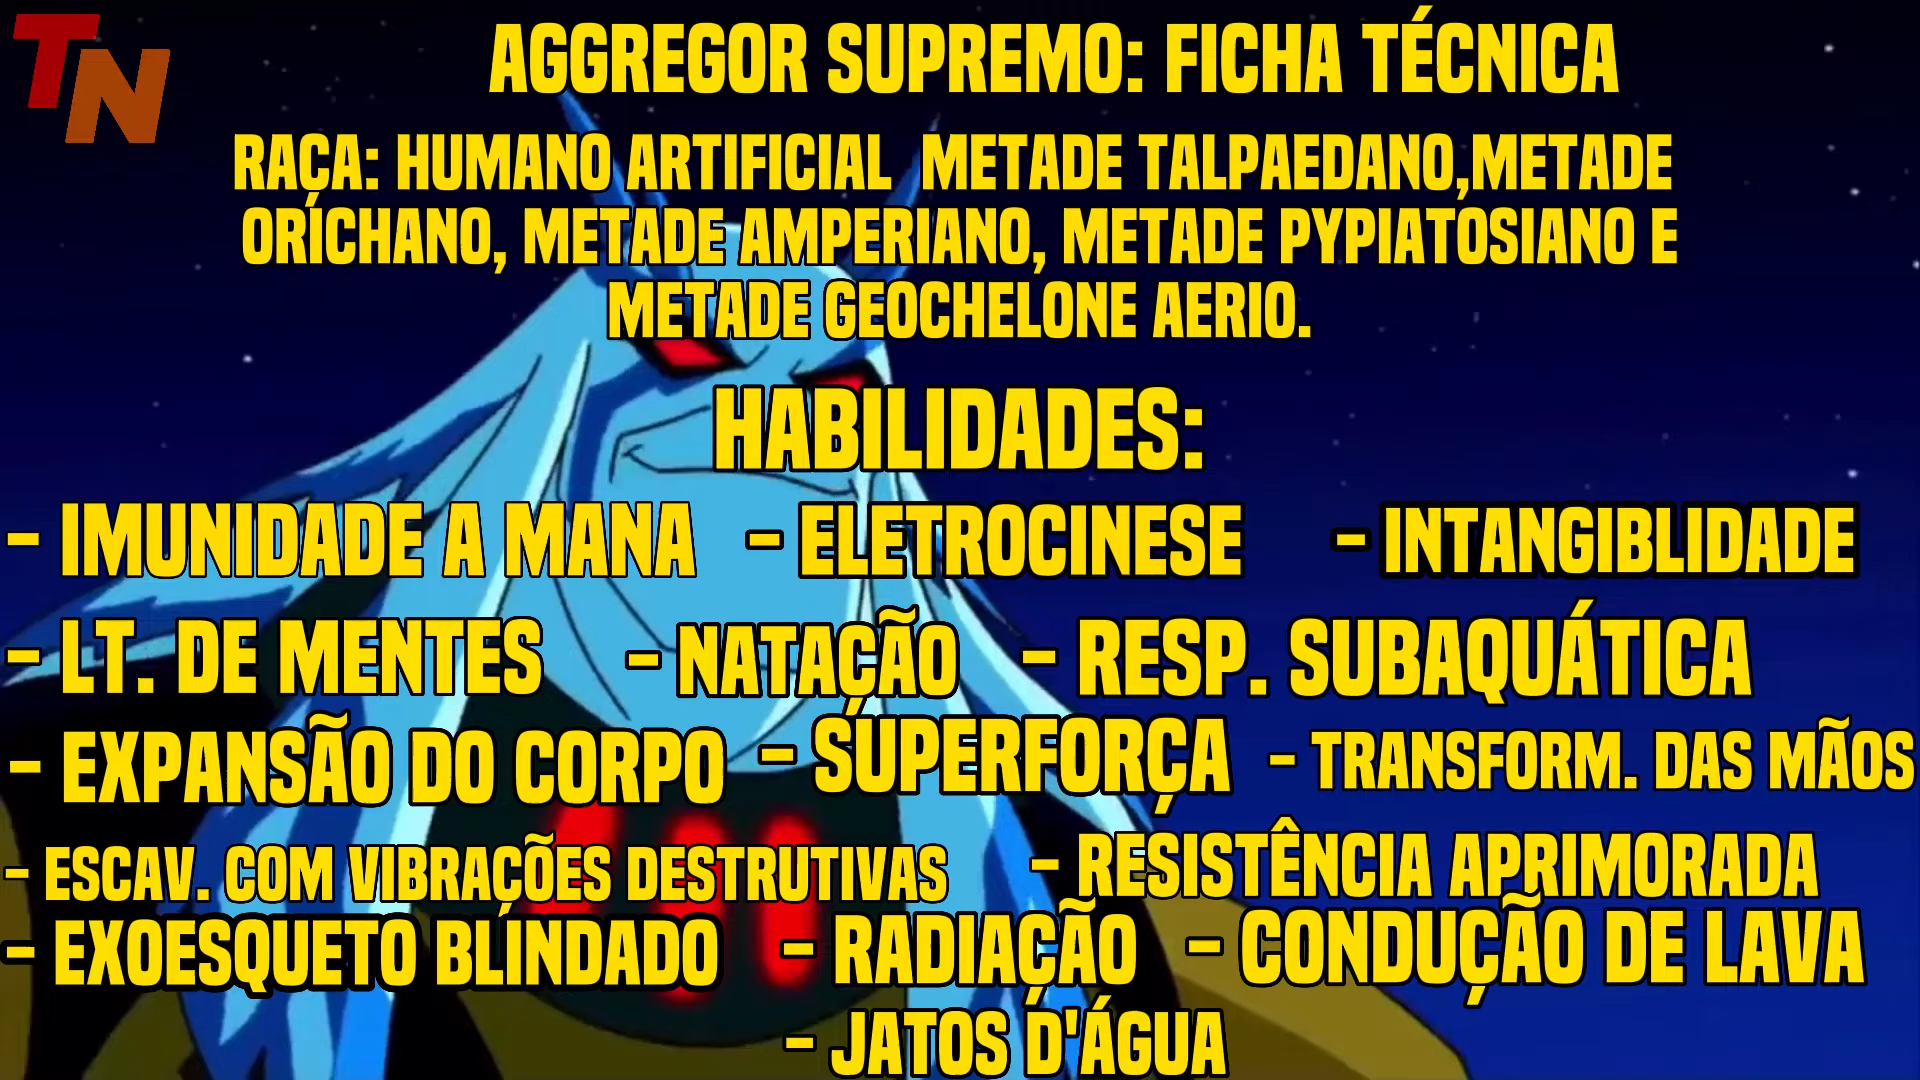 TN
AGGREGOR SUPREMO: FICHA TÉCNICA
RAÇA: HUMANO ARTIFICIAL METADE TALPAEDANO,METADE
ORICHANO, METADE AMPERIANO, METADE PYPIATOSIANO E
METADE GEOCHELONE AERIO.
HABILIDADES:
- IMUNIDADE A MANA - ELETROCINESE - INTANGIBLIDADE
- LT. DE MENTES - NATAÇÃO - RESP. SUBAQUÁTICA
- EXPANSÃO DO CORPO - SUPERFORÇA - TRANSFORM. DAS MÃOS
- ESCAV. COM VIBRAÇÕES DESTRUTIVAS - RESISTÊNCIA APRIMORADA
- EXOESQUETO BLINDADO - RADIAÇÃO - CONDUÇÃO DE LAVA
- JATOS D'ÁGUA